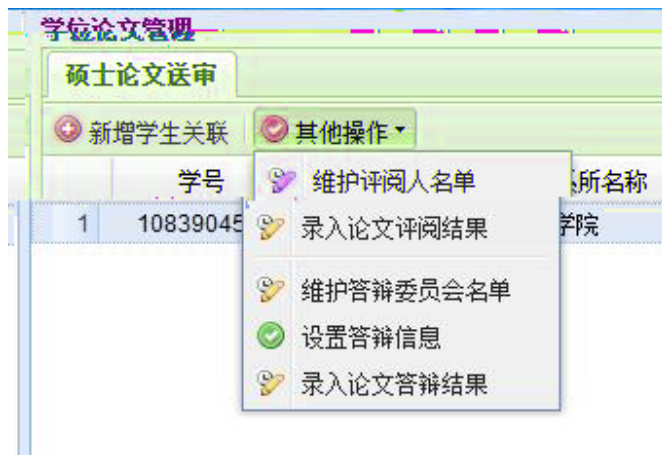 学位论文管理
硕士论文送审
新增学生关联 其他操作
学号 所名称
1 10839045 学院
维护评阅人名单
录入论文评阅结果
维护答辩委员会名单
设置答辩信息
录入论文答辩结果